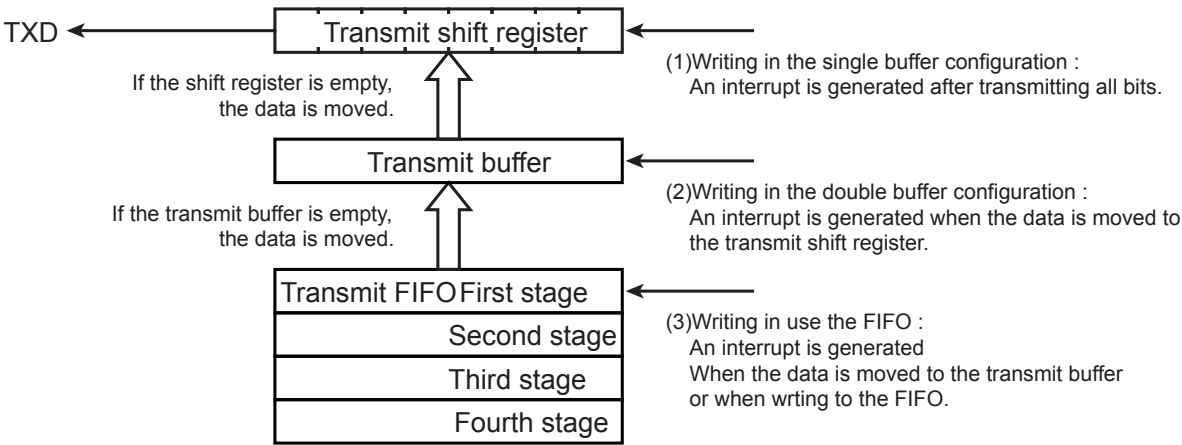 TXD
Transmit shift register
(1)Writing in the single buffer configuration :
An interrupt is generated after transmitting all bits.
If the shift register is empty,
the data is moved.
Transmit buffer
(2)Writing in the double buffer configuration :
An interrupt is generated when the data is moved to
the transmit shift register.
If the transmit buffer is empty,
the data is moved.
Transmit FIFO First stage
Second stage
Third stage
Fourth stage
(3)Writing in use the FIFO :
An interrupt is generated
When the data is moved to the transmit buffer
or when wrting to the FIFO.